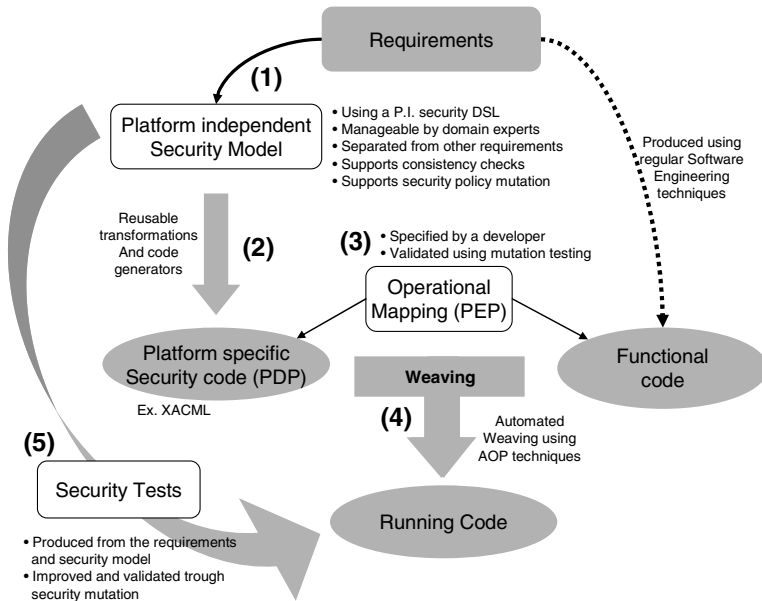 Requirements
(1)
Platform independent
Security Model
• Using a P.I. security DSL
• Manageable by domain experts
• Separated from other requirements
• Supports consistency checks
• Supports security policy mutation
Produced using
regular Software
Engineering
techniques
Reusable
transformations
And code
generators
(2)
(3)
• Specified by a developer
• Validated using mutation testing
Operational
Mapping (PEP)
Platform specific
Security code (PDP)
Ex. XACML
Weaving
Functional
code
(4)
Automated
Weaving using
AOP techniques
(5)
Security Tests
Running Code
• Produced from the requirements
and security model
• Improved and validated trough
security mutation